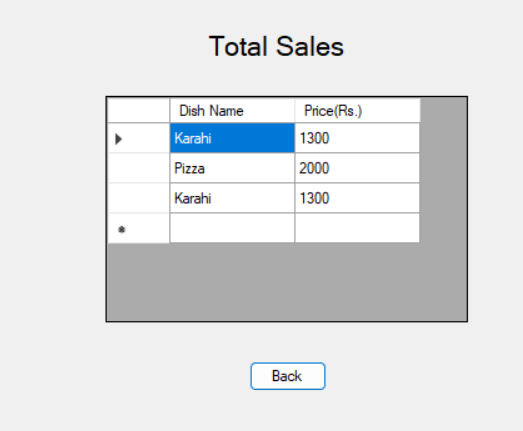 Total Sales
Dish Name Price(Rs.)
Karahi 1300
Pizza 2000
Karahi 1300
Back